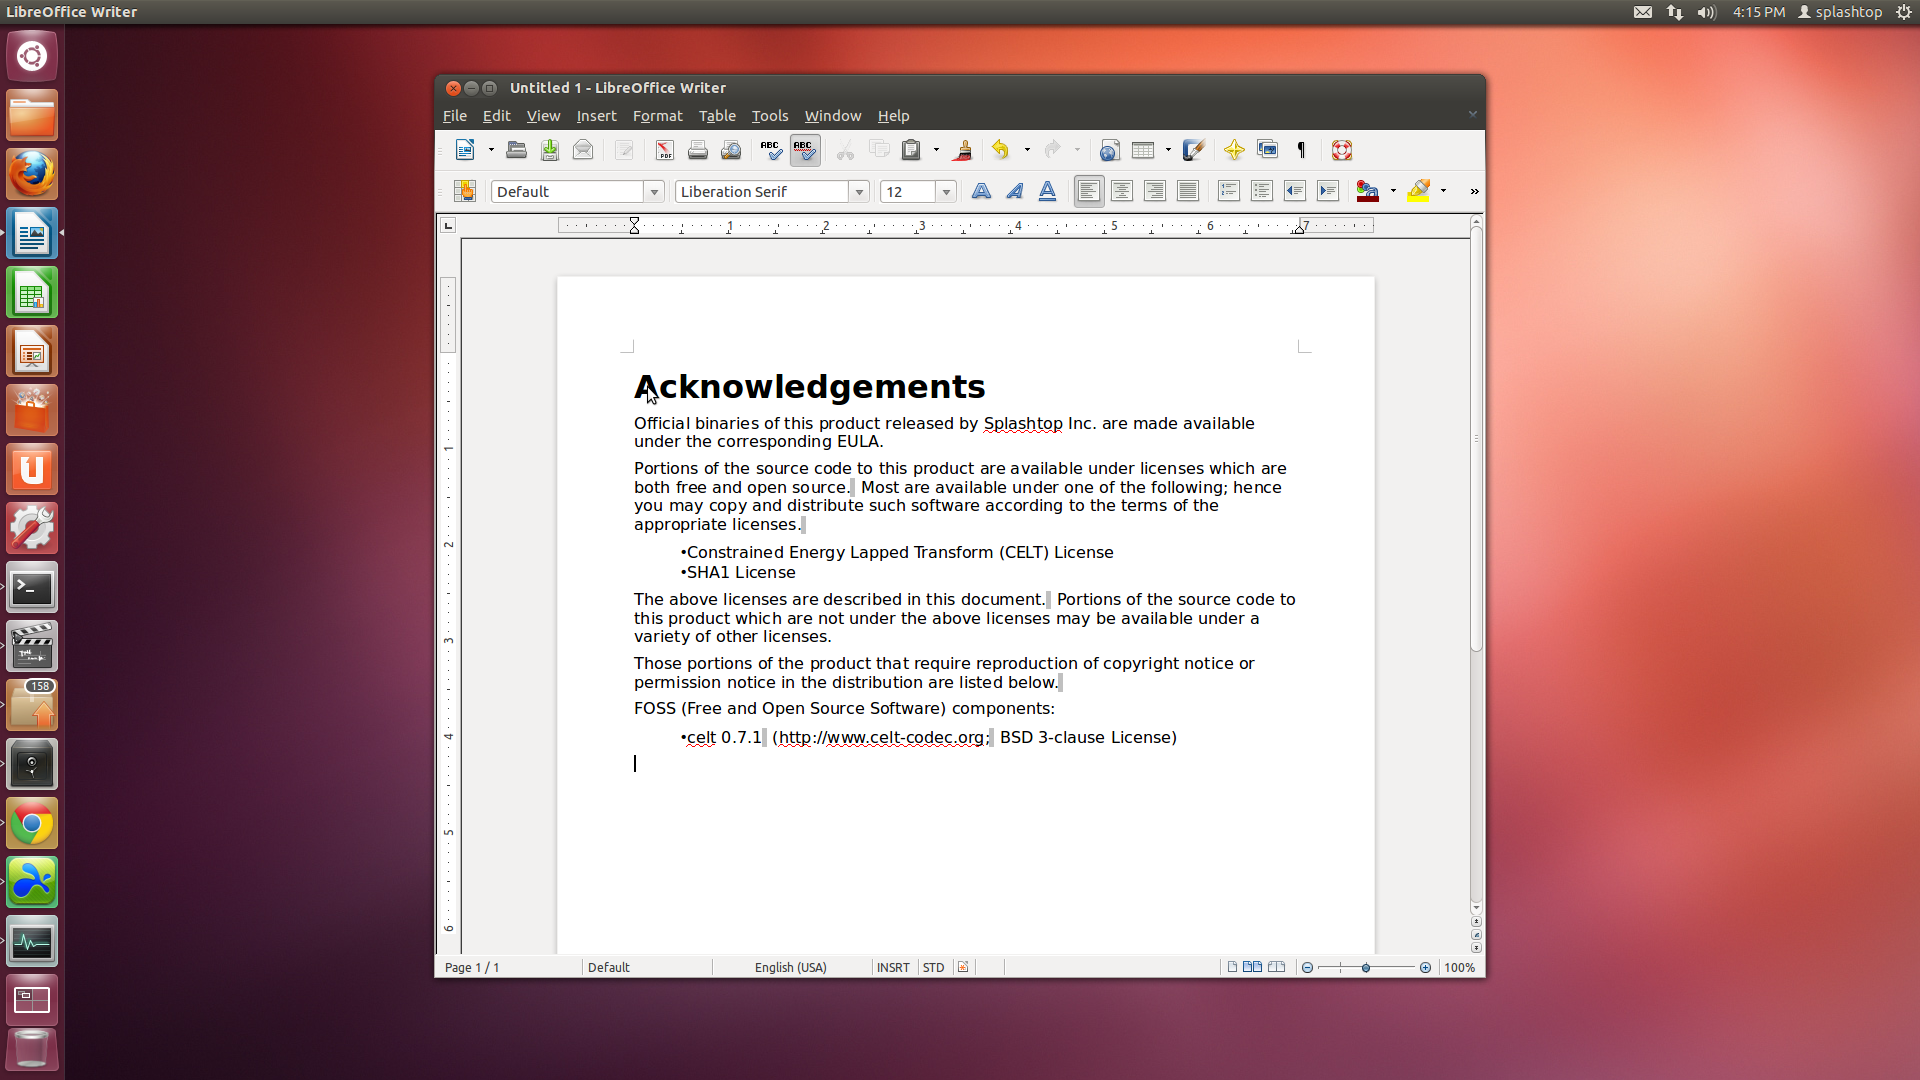 LibreOffice Writer
4:15 PM splashtop
Untitled 1 - LibreOffice Writer
File Edit View Insert Format Table Tools Window Help
Default Liberation Serif 12
1 2 3 4 5 6 7
Acknowledgements
Official binaries of this product released by Splashtop Inc. are made available
under the corresponding EULA.
Portions of the source code to this product are available under licenses which are
both free and open source. Most are available under one of the following; hence
you may copy and distribute such software according to the terms of the
appropriate licenses.
•Constrained Energy Lapped Transform (CELT) License
•SHA1 License
The above licenses are described in this document. Portions of the source code to
this product which are not under the above licenses may be available under a
variety of other licenses.
Those portions of the product that require reproduction of copyright notice or
permission notice in the distribution are listed below.
FOSS (Free and Open Source Software) components:
•celt 0.7.1 (http://www.celt-codec.org; BSD 3-clause License)
1
2
3
4
5
6
158
Page 1 / 1 Default English (USA) INSRT STD 100%